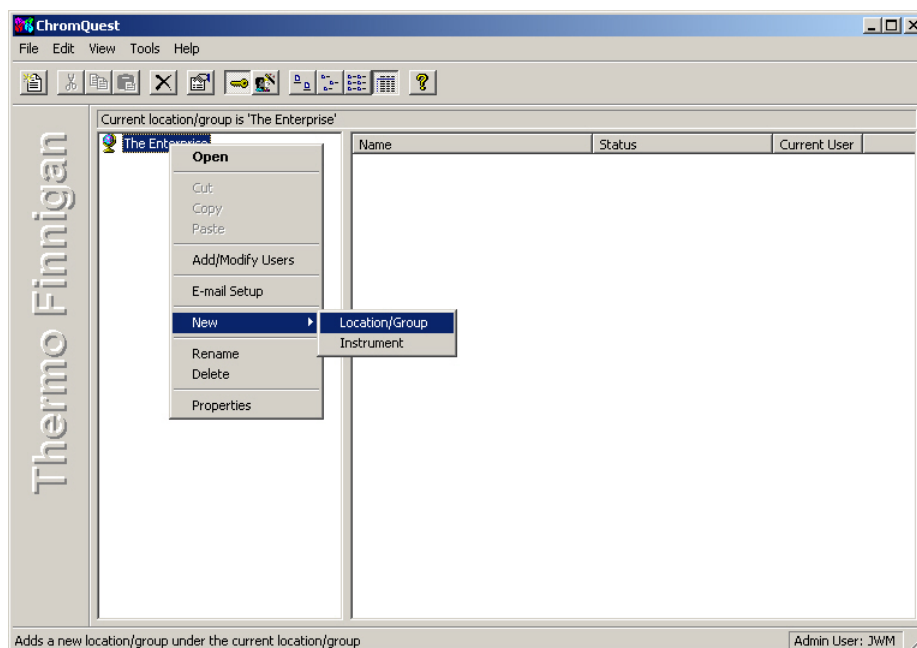 ChromQuest
File Edit View Tools Help
Current location/group is 'The Enterprise'
The Enterprise
Name Status Current User
Open
Cut
Copy
Paste
Add/Modify Users
E-mail Setup
New
Location/Group
Instrument
Rename
Delete
Properties
Thermo Finnigan
Adds a new location/group under the current location/group
Admin User: JWM